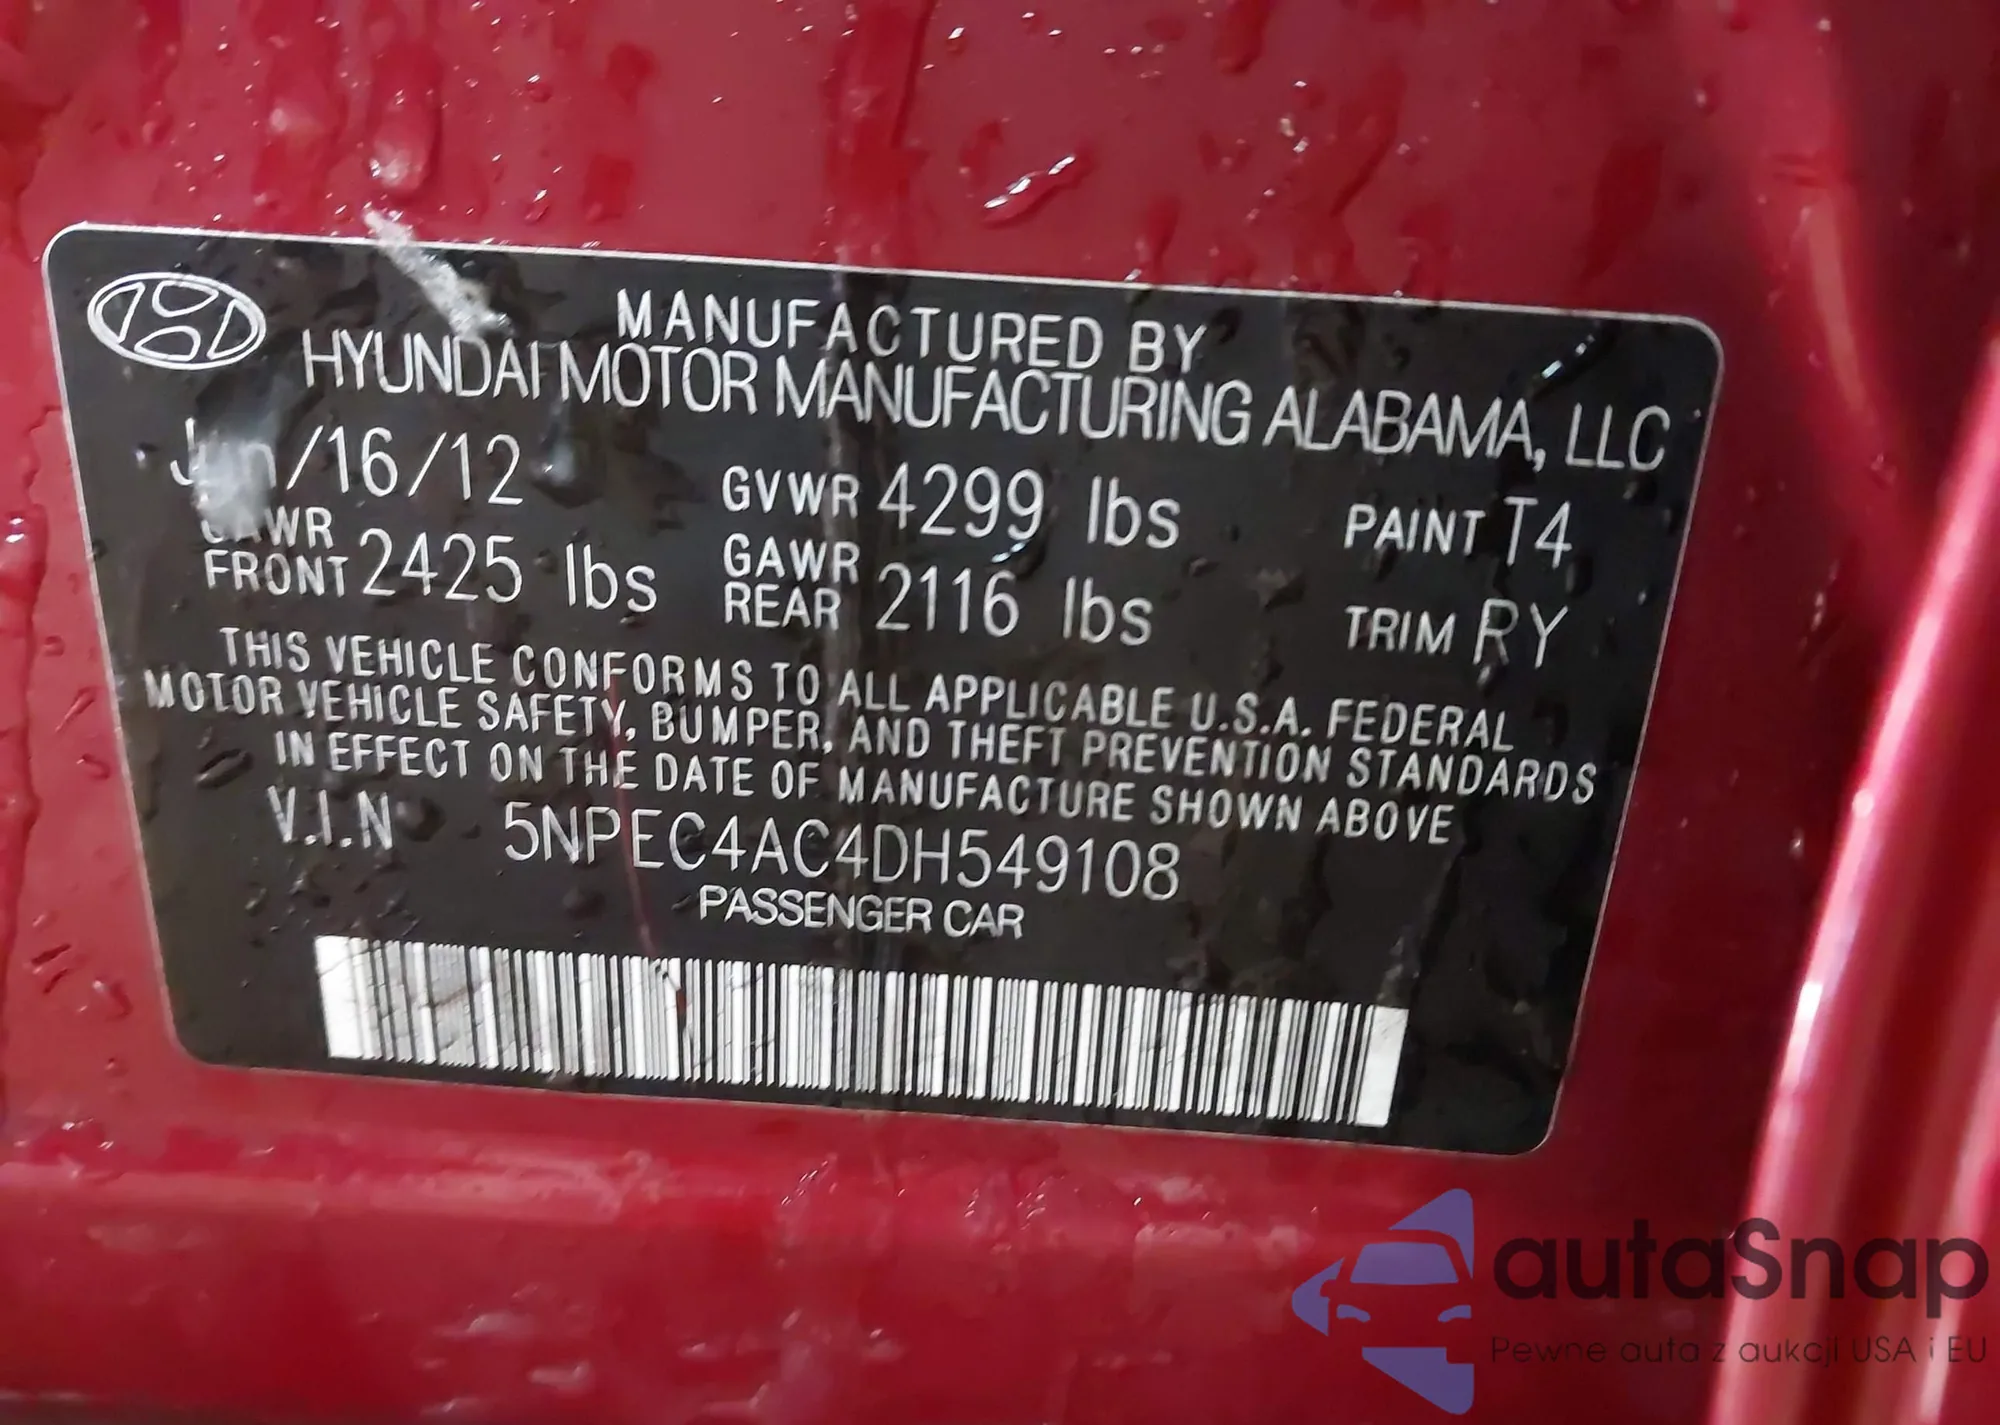 MANUFACTURED BY
HYUNDAI MOTOR MANUFACTURING ALABAMA, LLC
/16/12 GVWR 4299 lbs PAINT T4
GAWR FRONT 2425 lbs GAWR REAR 2116 lbs TRIM RY
THIS VEHICLE CONFORMS TO ALL APPLICABLE U.S.A. FEDERAL
MOTOR VEHICLE SAFETY, BUMPER, AND THEFT PREVENTION STANDARDS
IN EFFECT ON THE DATE OF MANUFACTURE SHOWN ABOVE
V.I.N 5NPEC4AC4DH549108
PASSENGER CAR
autaSnap
Pewne auta z aukcji USA i EU